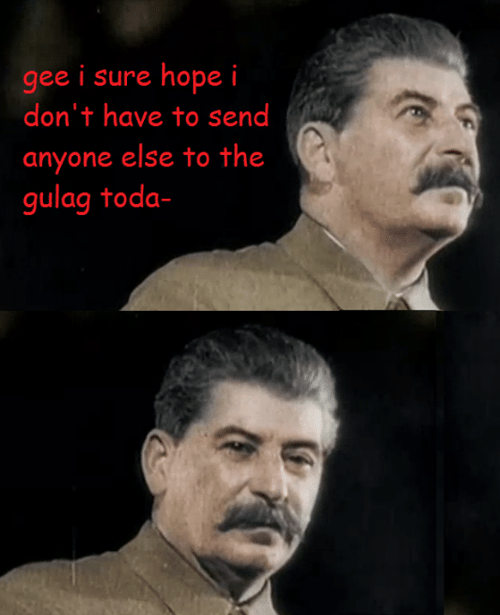 gee i sure hope i
don't have to send
anyone else to the
gulag toda-